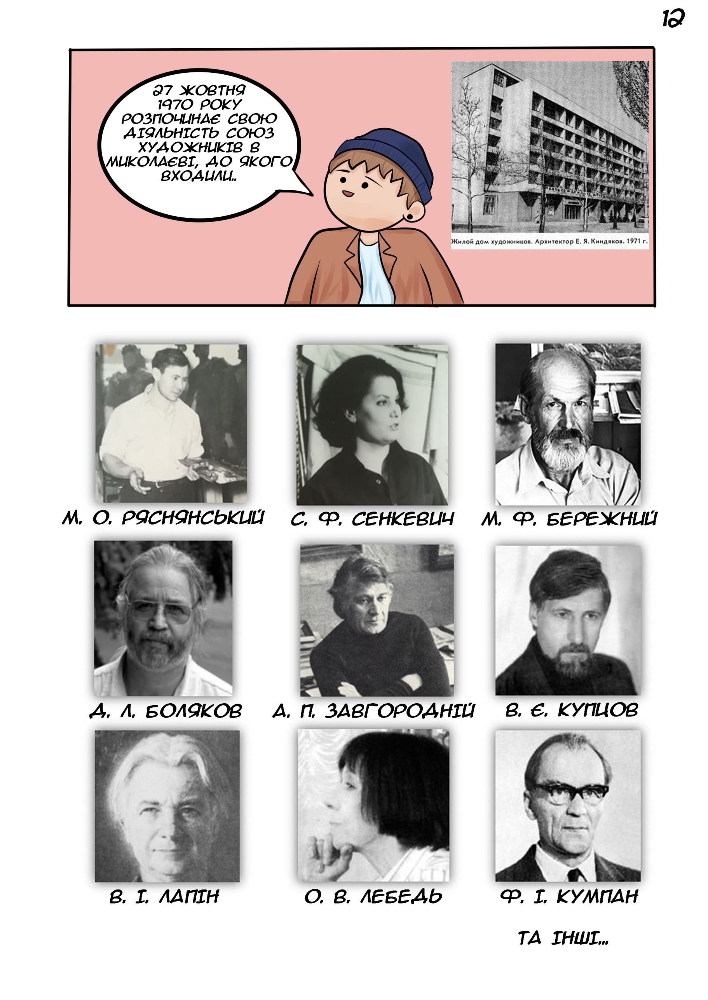 12
27 ЖОВТНЯ
1970 РОКУ
РОЗПОЧИНАЄ СВОЮ
ДІЯЛЬНІСТЬ СОЮЗ
ХУДОЖНИКІВ В
МИКОЛАЄВІ, ДО ЯКОГО
ВХОДИЛИ..
Жилой дом художников. Архитектор Е. Я. Киндяков. 1971 г.
М. О. РЯСНЯНСЬКИЙ
С. Ф. СЕНКЕВИЧ
М. Ф. БЕРЕЖНИЙ
Д. Л. БОЛЯКОВ
А. П. ЗАВГОРОДНІЙ
В. Є. КУПЦОВ
В. І. ЛАПІН
О. В. ЛЕБЕДЬ
Ф. І. КУМПАН
ТА ІНШІ...